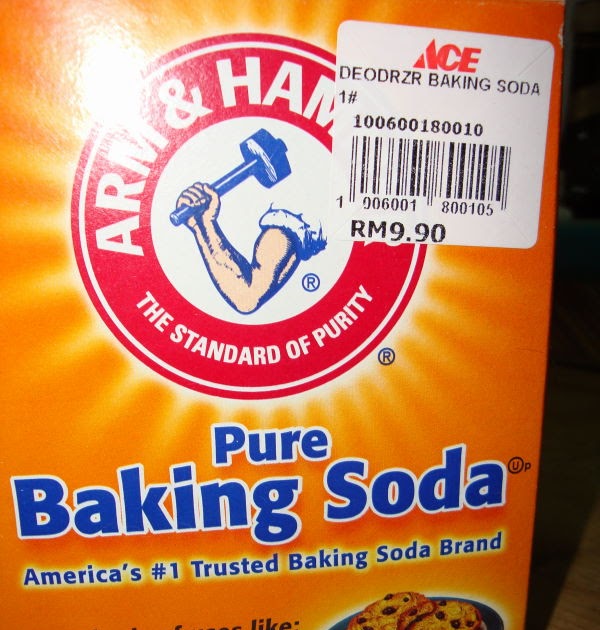 ARM & HAM
THE STANDARD OF PURITY
®
®
ACE
DEODRZR BAKING SODA
1#
100600180010
1 906001 800105
RM9.90
Pure
Baking Soda
America's #1 Trusted Baking Soda Brand
like: